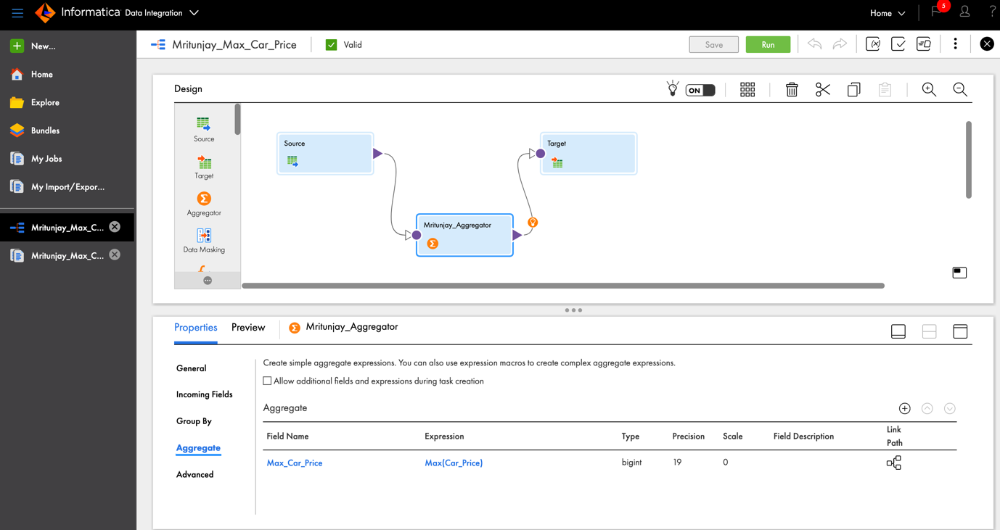 Informatica Data Integration
Home
5
?
New...
Home
Explore
Bundles
My Jobs
My Import/Expor...
Mritunjay_Max_C...
Mritunjay_Max_C...
Mritunjay_Max_Car_Price
Valid
Save
Run
Design
ON
Source
Target
Aggregator
Data Masking
Source
Target
Mritunjay_Aggregator
Properties
Preview
Mritunjay_Aggregator
General
Incoming Fields
Group By
Aggregate
Advanced
Create simple aggregate expressions. You can also use expression macros to create complex aggregate expressions.
Allow additional fields and expressions during task creation
Aggregate
Field Name Expression Type Precision Scale Field Description Link Path
Max_Car_Price Max(Car_Price) bigint 19 0